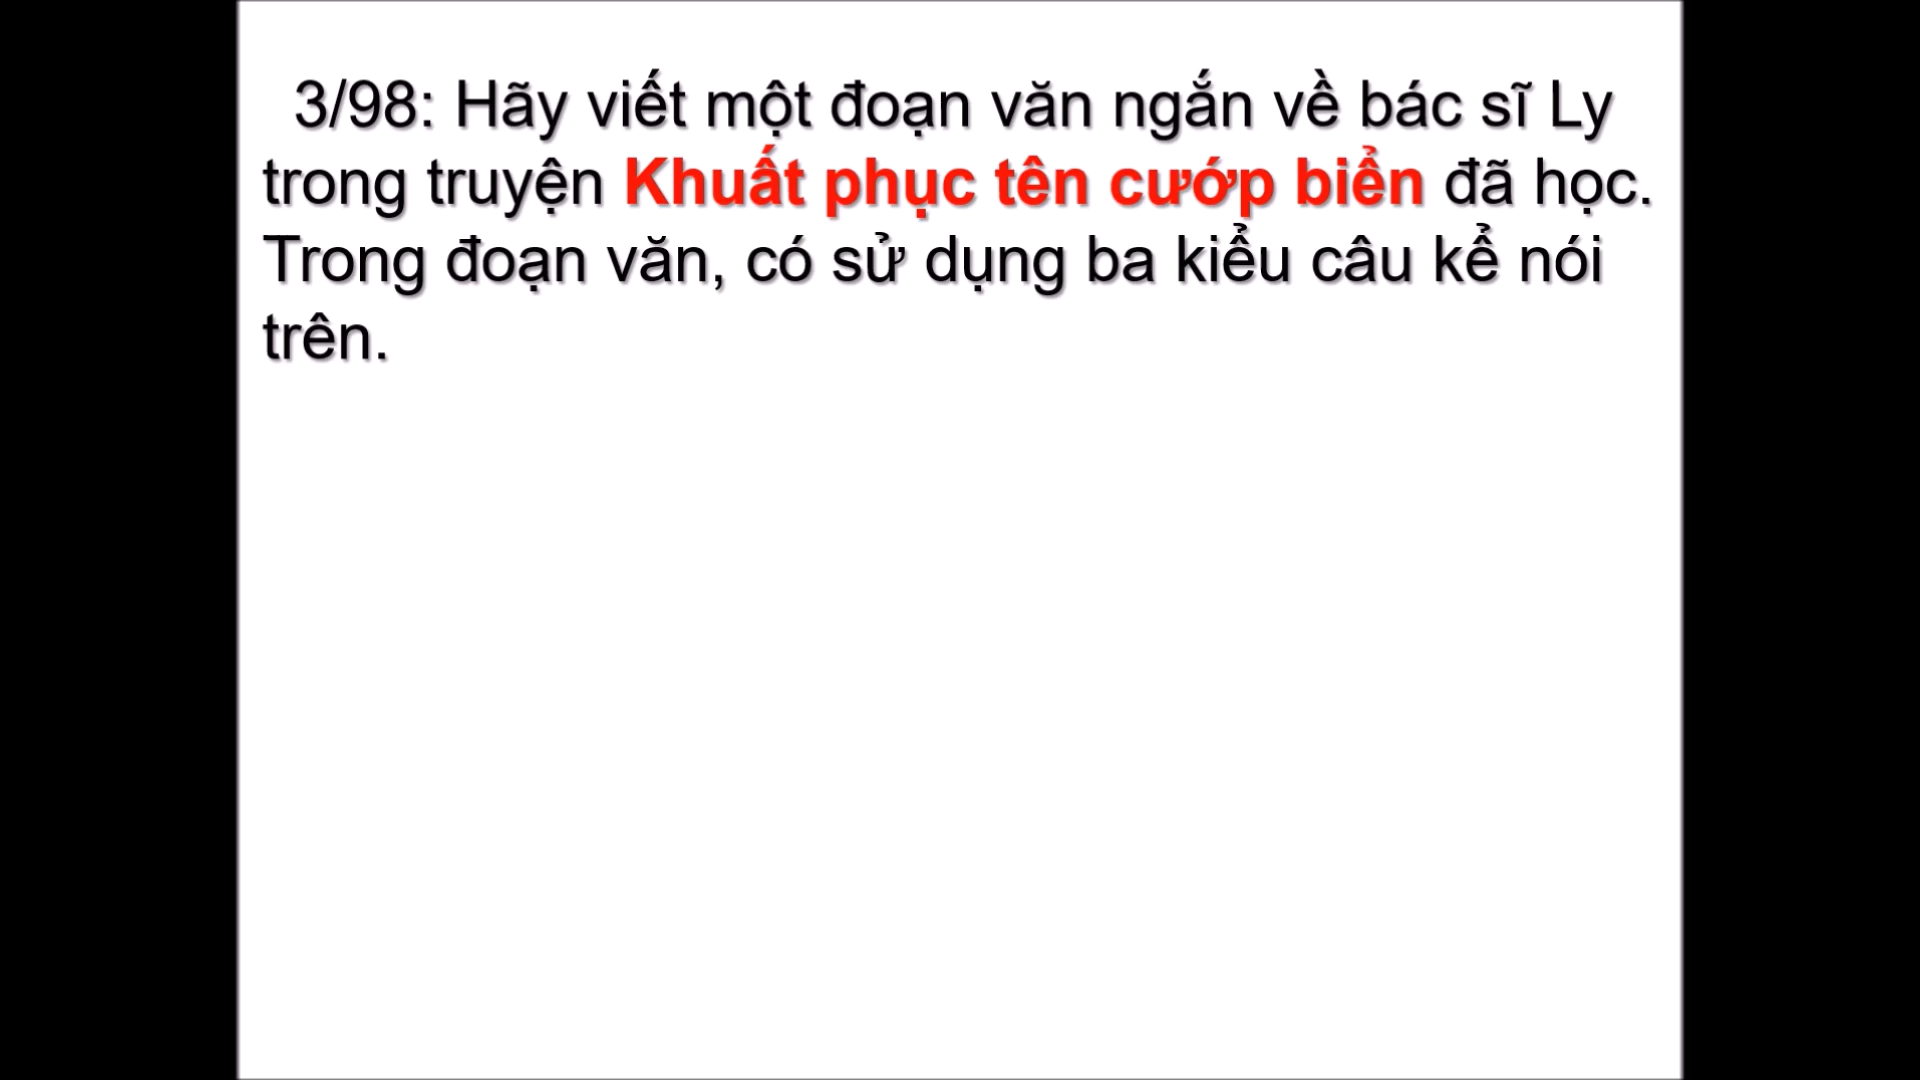 3/98: Hãy viết một đoạn văn ngắn về bác sĩ Ly
trong truyện Khuất phục tên cướp biển đã học.
Trong đoạn văn, có sử dụng ba kiểu câu kể nói
trên.